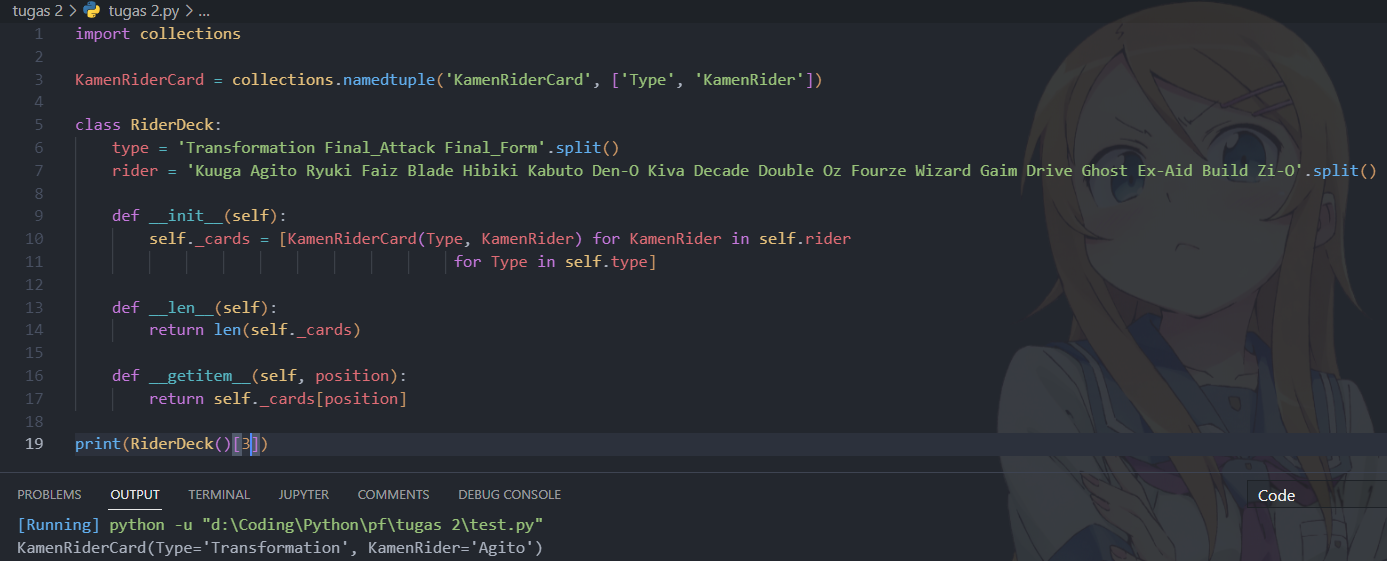 tugas 2 > tugas 2.py > ...
1 import collections
2
3 KamenRiderCard = collections.namedtuple('KamenRiderCard', ['Type', 'KamenRider'])
4
5 class RiderDeck:
6     type = 'Transformation Final_Attack Final_Form'.split()
7     rider = 'Kuuga Agito Ryuki Faiz Blade Hibiki Kabuto Den-O Kiva Decade Double Oz Fourze Wizard Gaim Drive Ghost Ex-Aid Build Zi-O'.split()
8
9     def __init__(self):
10         self._cards = [KamenRiderCard(Type, KamenRider) for KamenRider in self.rider
11                                          for Type in self.type]
12
13     def __len__(self):
14         return len(self._cards)
15
16     def __getitem__(self, position):
17         return self._cards[position]
18
19 print(RiderDeck()[3])
PROBLEMS OUTPUT TERMINAL JUPYTER COMMENTS DEBUG CONSOLE
Code
[Running] python -u "d:\Coding\Python\pf\tugas 2\test.py"
KamenRiderCard(Type='Transformation', KamenRider='Agito')